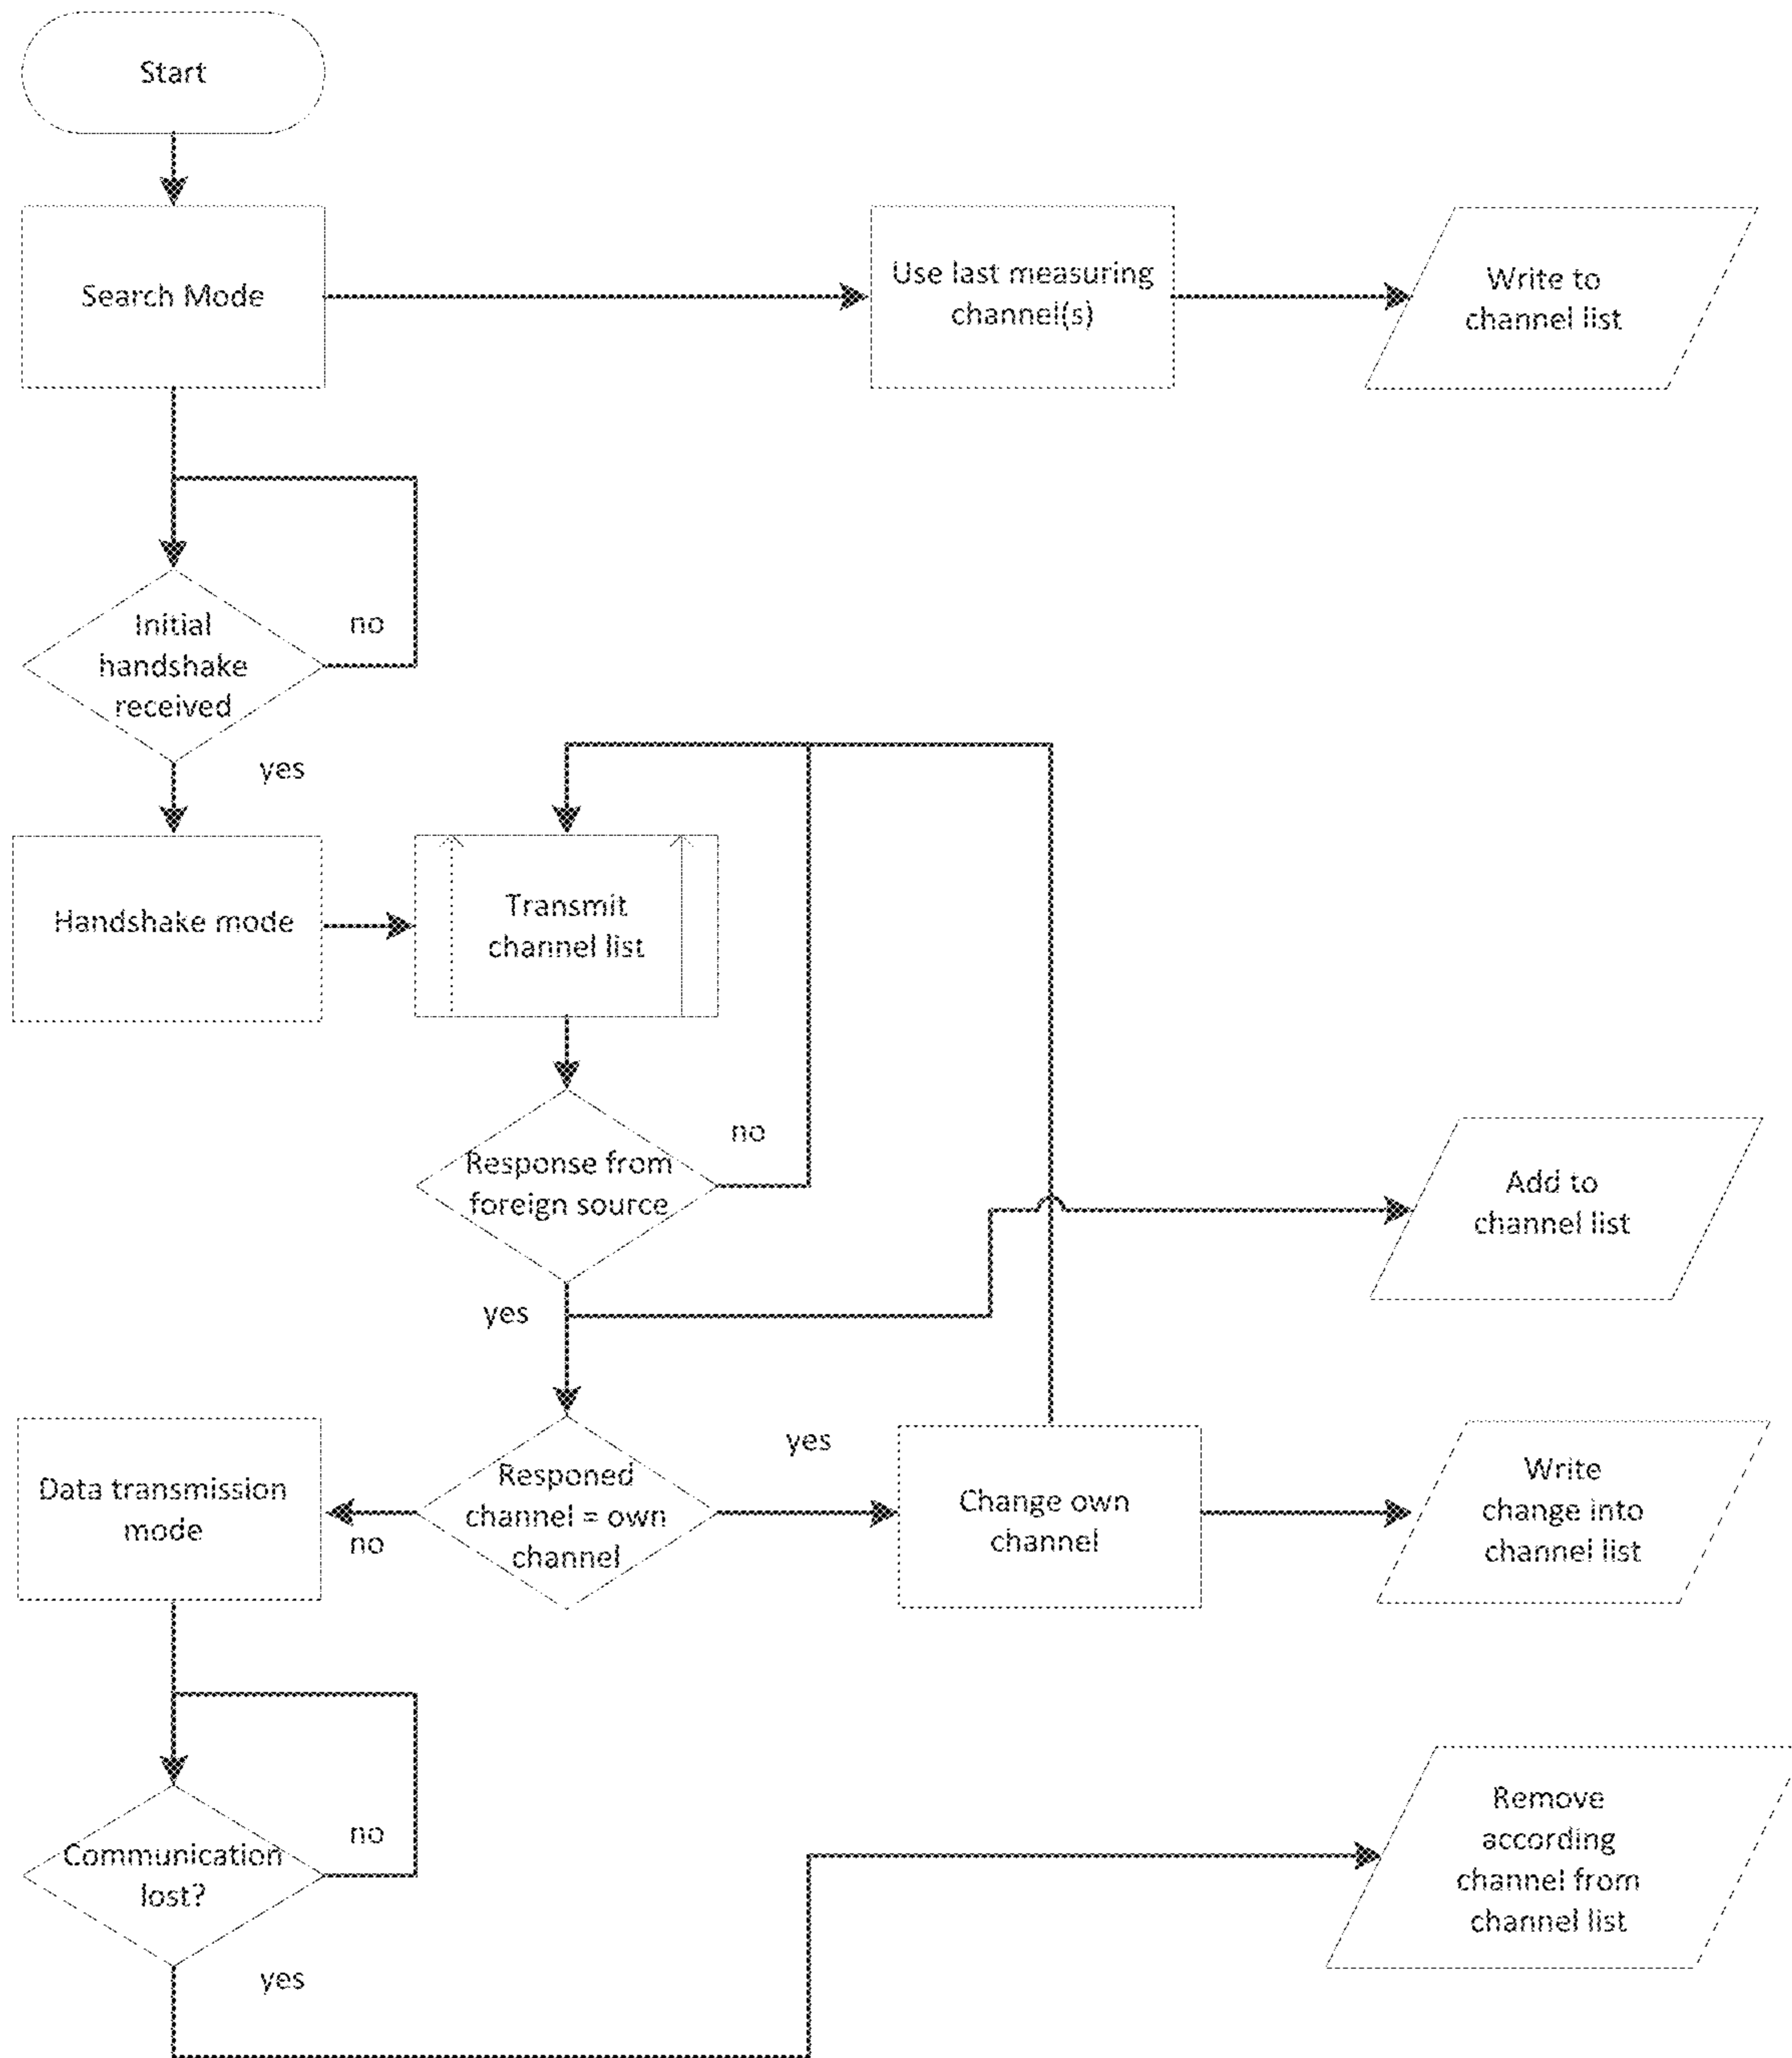 Start
Search Mode
Use last measuring
channel(s)
Write to
channel list
Initial
handshake
received
no
yes
Handshake mode
Transmit
channel list
no
Response from
foreign source
Add to
channel list
yes
yes
Data transmission
mode
no
Responed
channel = own
channel
Change own
channel
Write
change into
channel list
no
Communication
lost?
yes
Remove
according
channel from
channel list